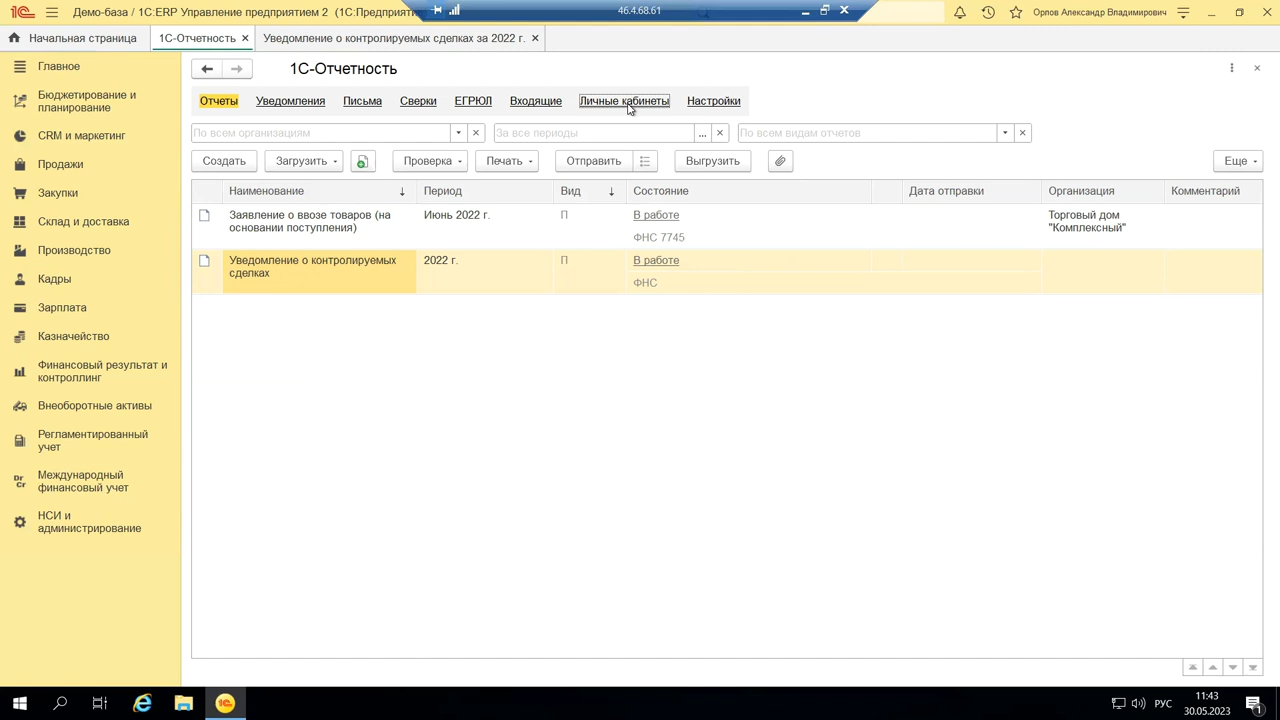 Демо-база / 1С:ERP Управление предприятием 2 (1С:Предприятие
46.4.68.61
Орлов Александр Владимирович
Начальная страница
1С-Отчетность
Уведомление о контролируемых сделках за 2022 г.
Главное
Бюджетирование и
планирование
CRM и маркетинг
Продажи
Закупки
Склад и доставка
Производство
Кадры
Зарплата
Казначейство
Финансовый результат и
контроллинг
Внеоборотные активы
Регламентированный
учет
Международный
финансовый учет
НСИ и
администрирование
1С-Отчетность
Отчеты Уведомления Письма Сверки ЕГРЮЛ Входящие Личные кабинеты Настройки
По всем организациям За все периоды ... По всем видам отчетов
Создать Загрузить Проверка Печать Отправить Выгрузить Еще
Наименование Период Вид Состояние Дата отправки Организация Комментарий
Заявление о ввозе товаров (на Июнь 2022 г. П В работе Торговый дом
основании поступления) "Комплексный"
ФНС 7745
Уведомление о контролируемых 2022 г. П В работе
сделках
ФНС
РУС
11:43
30.05.2023
1